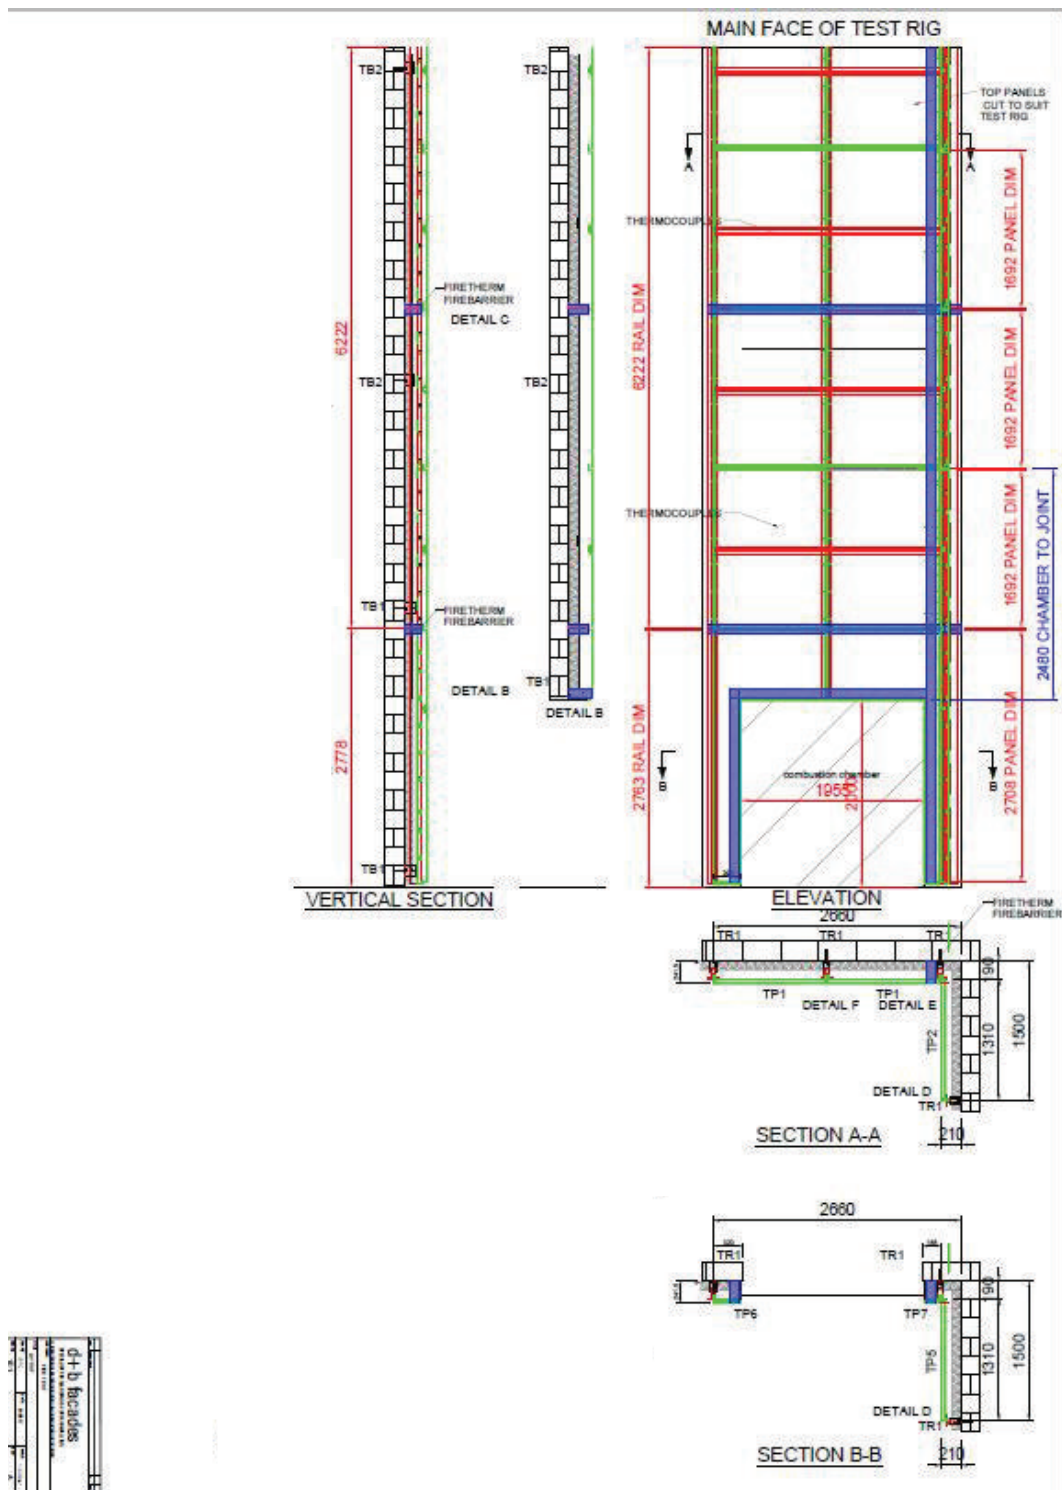 MAIN FACE OF TEST RIG
TB2
TB2
TOP PANELS
CUT TO SUIT
TEST RIG
A
A
THERMOCOUPLES
1692 PANEL DIM
FIRETHERM
FIREBARRIER
DETAIL C
6222
6222 RAIL DIM
1692 PANEL DIM
TB2
TB2
THERMOCOUPLES
1692 PANEL DIM
2480 CHAMBER TO JOINT
TB1
FIRETHERM
FIREBARRIER
DETAIL B
TB1
DETAIL B
2778
2763 RAIL DIM
B
combustion chamber
1955
B
2708 PANEL DIM
TB1
VERTICAL SECTION
ELEVATION
FIRETHERM
FIREBARRIER
2660
TR1
TR1
TR1
190
TP1
TP1
DETAIL F
DETAIL E
TP2
1310
1500
DETAIL D
TR1
210
SECTION A-A
2660
TR1
TR1
190
TP6
TP7
TP5
1310
1500
DETAIL D
TR1
210
SECTION B-B
d+b facades